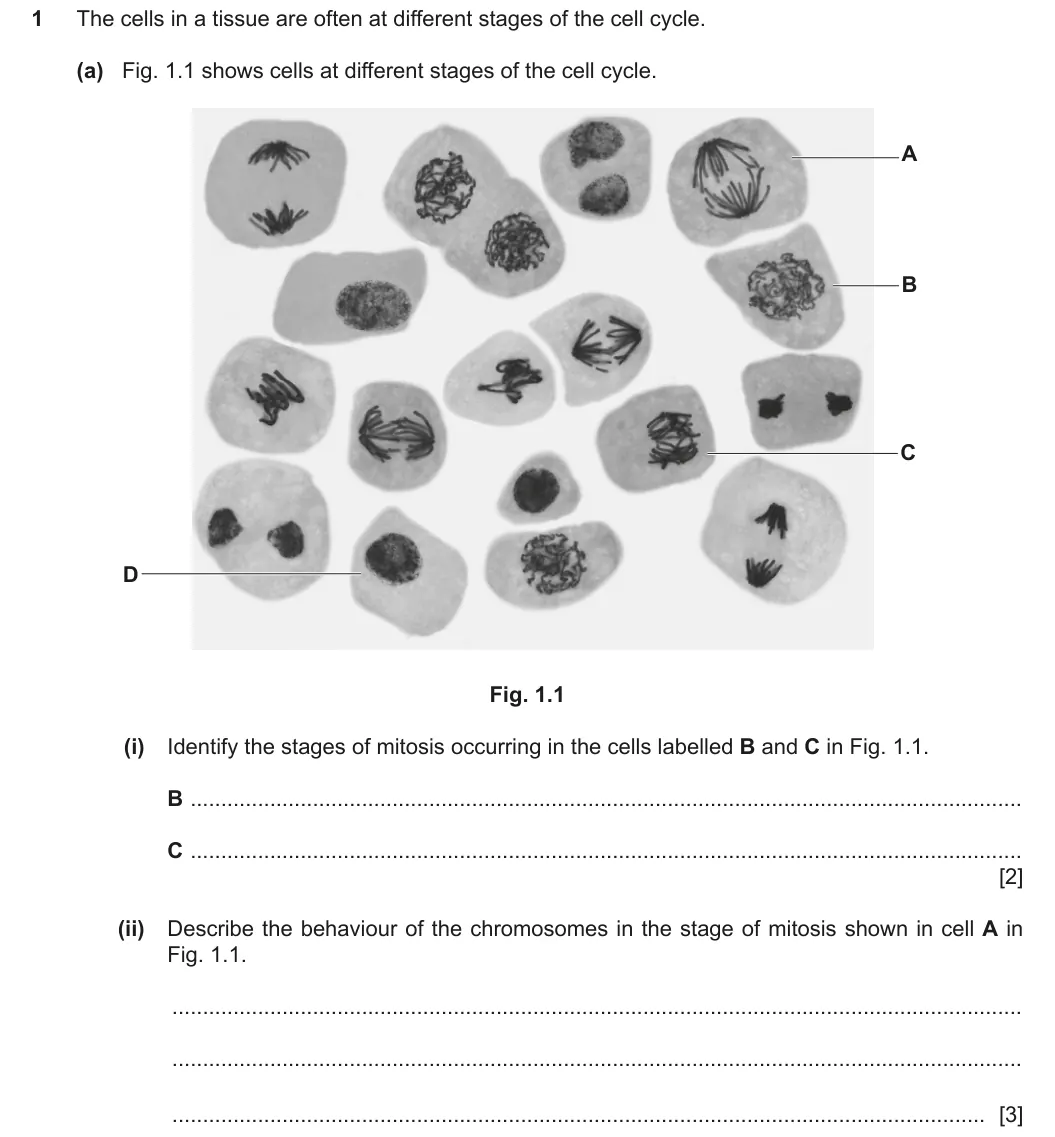 1 The cells in a tissue are often at different stages of the cell cycle.
(a) Fig. 1.1 shows cells at different stages of the cell cycle.
A
B
C
D
Fig. 1.1
(i) Identify the stages of mitosis occurring in the cells labelled B and C in Fig. 1.1.
B ..........................................................................................................................................
C ..........................................................................................................................................
[2]
(ii) Describe the behaviour of the chromosomes in the stage of mitosis shown in cell A in
Fig. 1.1.
..........................................................................................................................................
..........................................................................................................................................
.................................................................................................................................... [3]